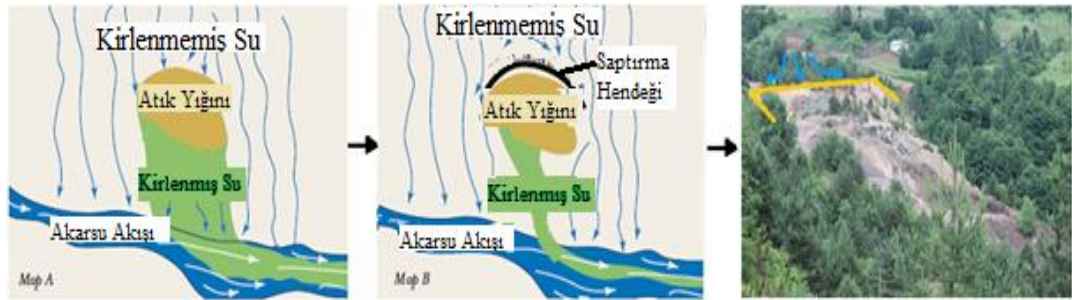 Kirlenmemiş Su
Atık Yığını
Kirlenmiş Su
Akarsu Akışı
Map A
Kirlenmemiş Su
Saptırma
Hendeği
Atık Yığını
Kirlenmiş Su
Akarsu Akışı
Map B